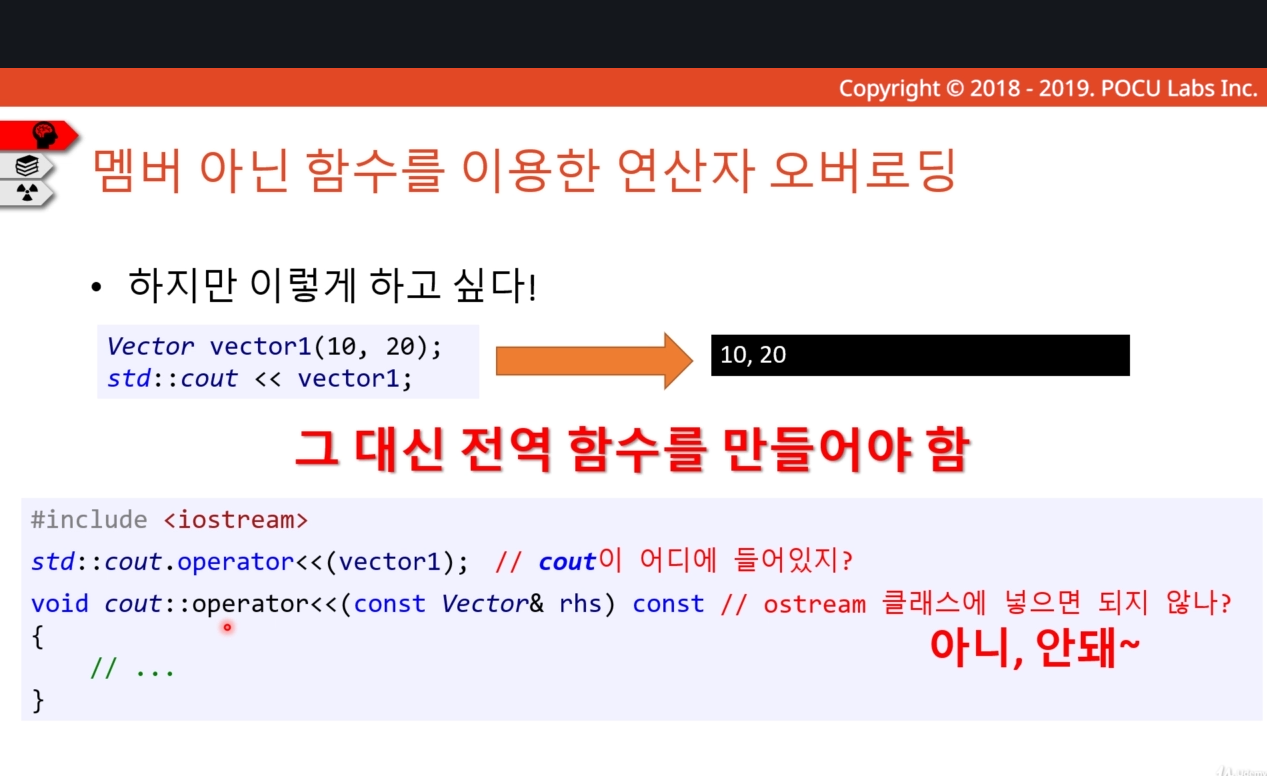 Copyright © 2018 - 2019. POCU Labs Inc.
멤버 아닌 함수를 이용한 연산자 오버로딩
• 하지만 이렇게 하고 싶다!
Vector vector1(10, 20);
std::cout << vector1;
10, 20
그 대신 전역 함수를 만들어야 함
#include <iostream>
std::cout.operator<<(vector1); // cout이 어디에 들어있지?
void cout::operator<<(const Vector& rhs) const // ostream 클래스에 넣으면 되지 않나?
{
아니, 안돼~
// ...
}